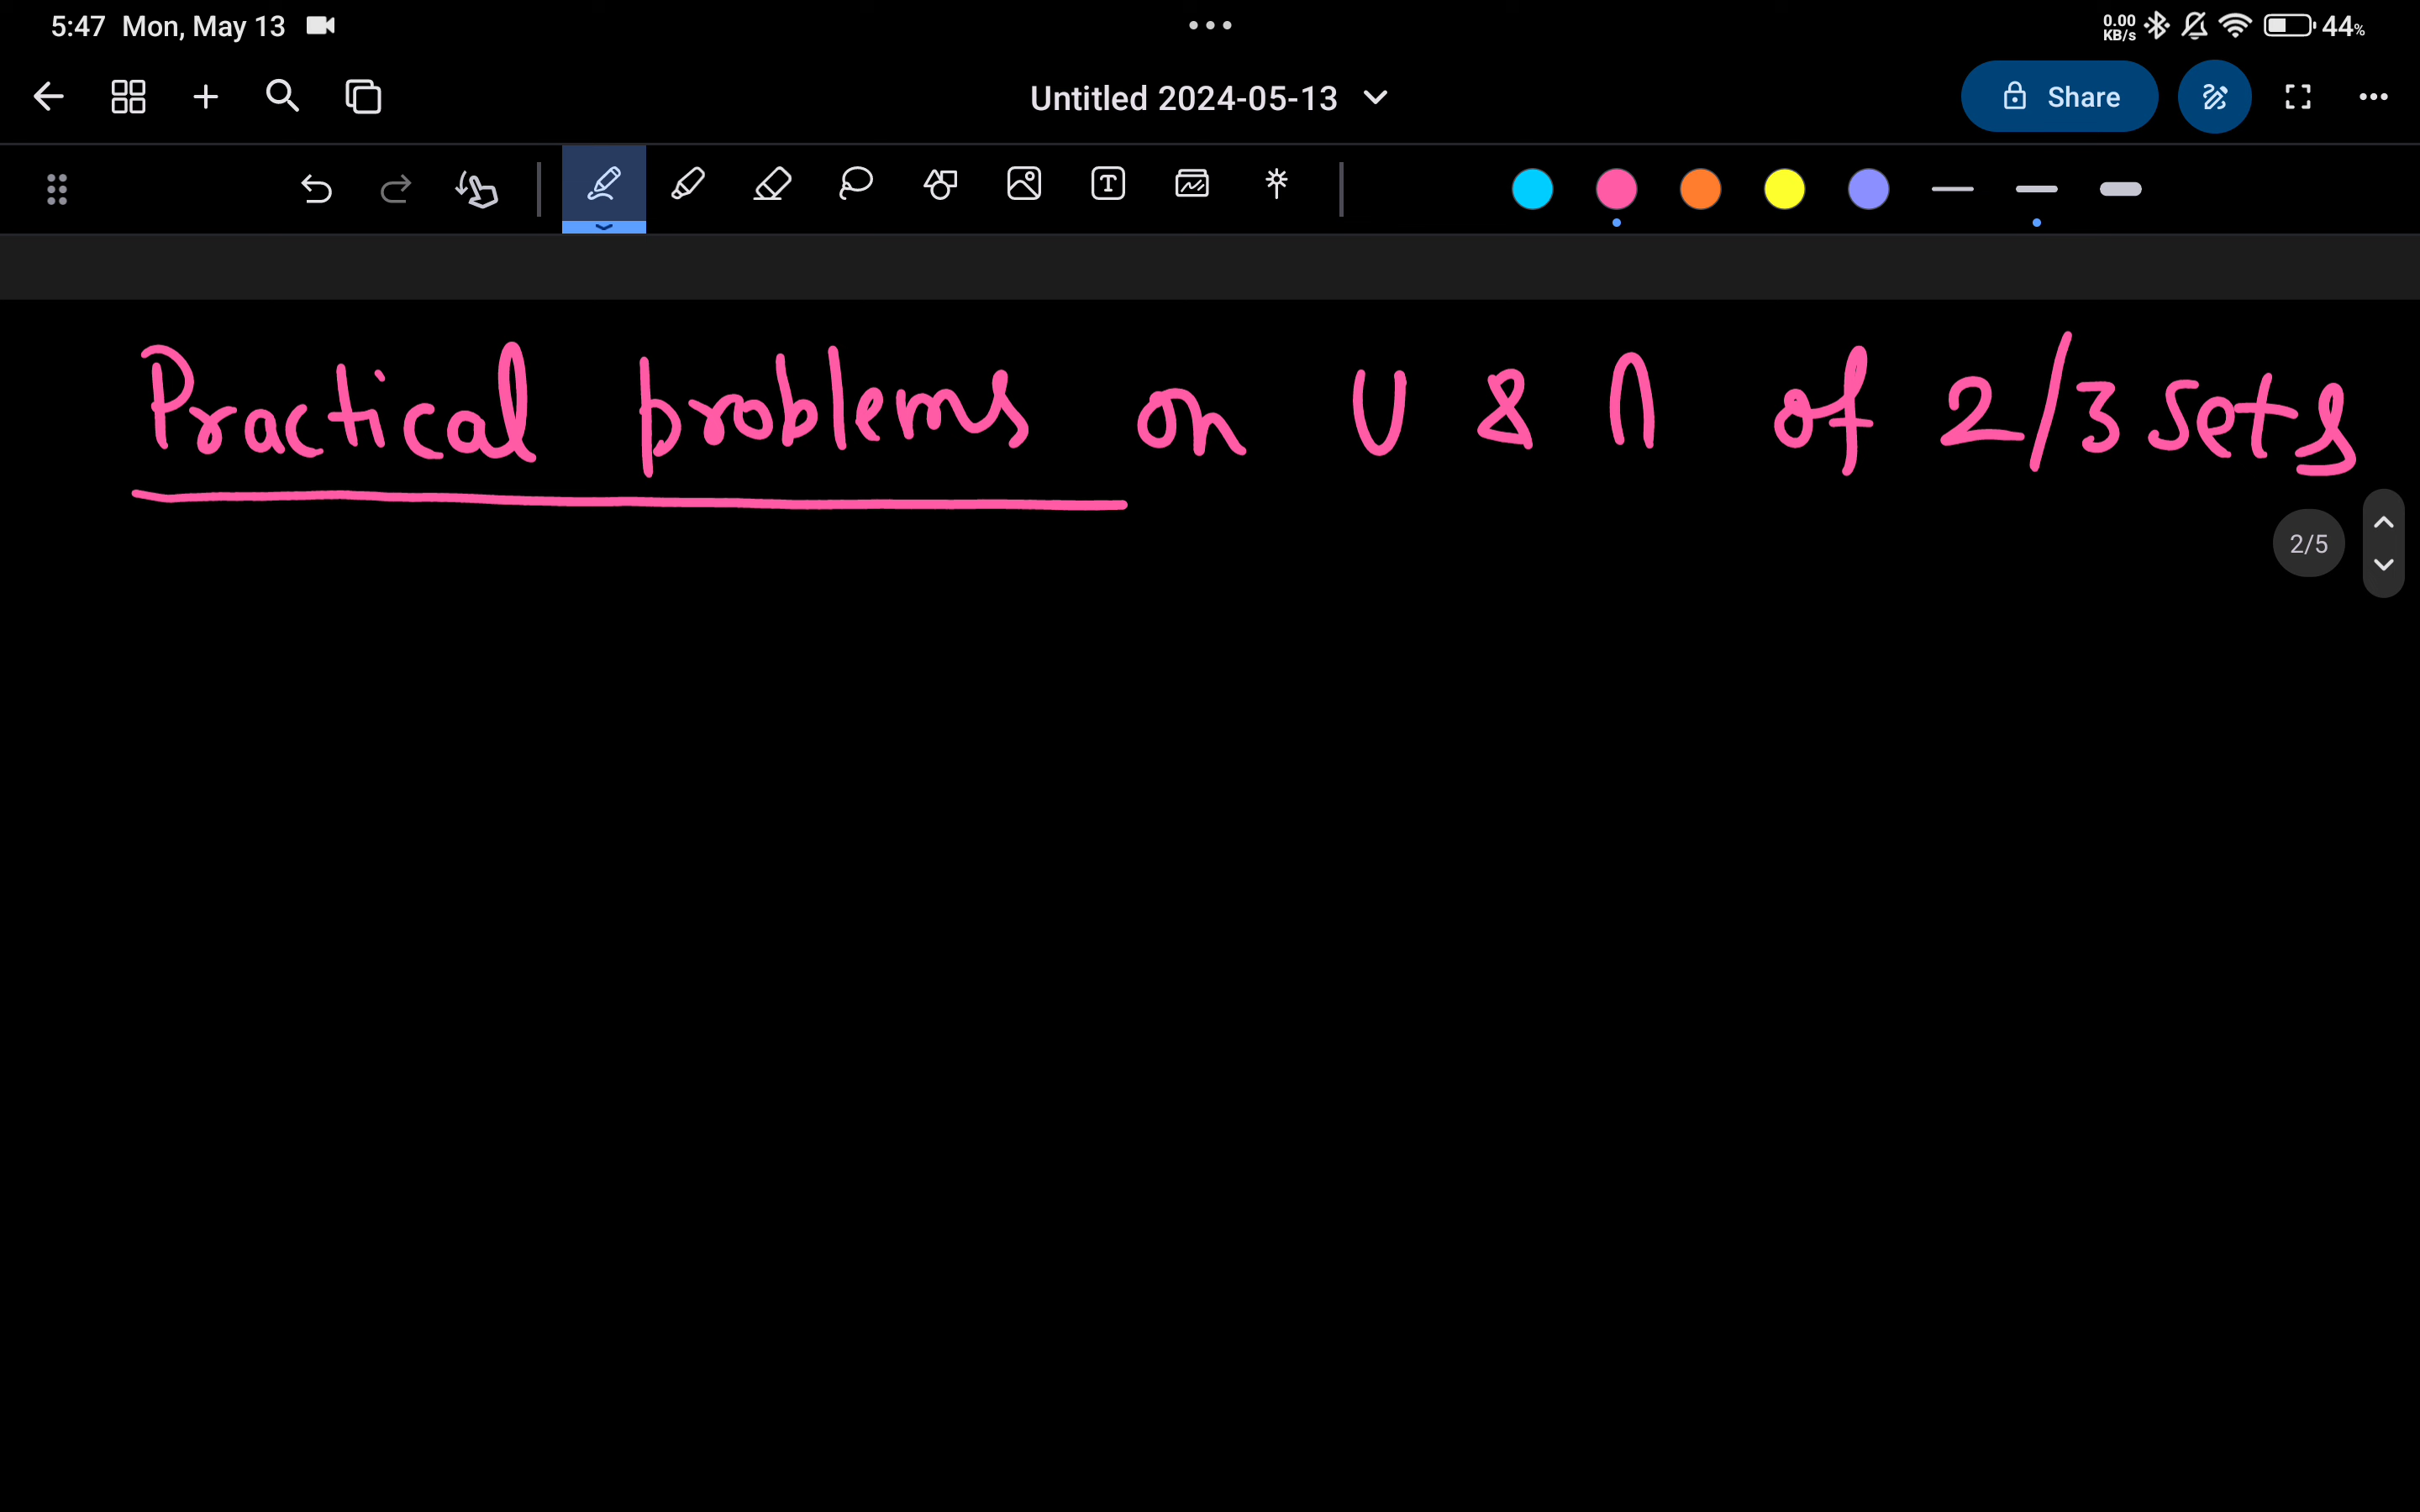 5:47 Mon, May 13 0.00 KB/s 44%
Untitled 2024-05-13 Share
T
Practical problems on ∪ & ∩ of 2/3 sets
2/5